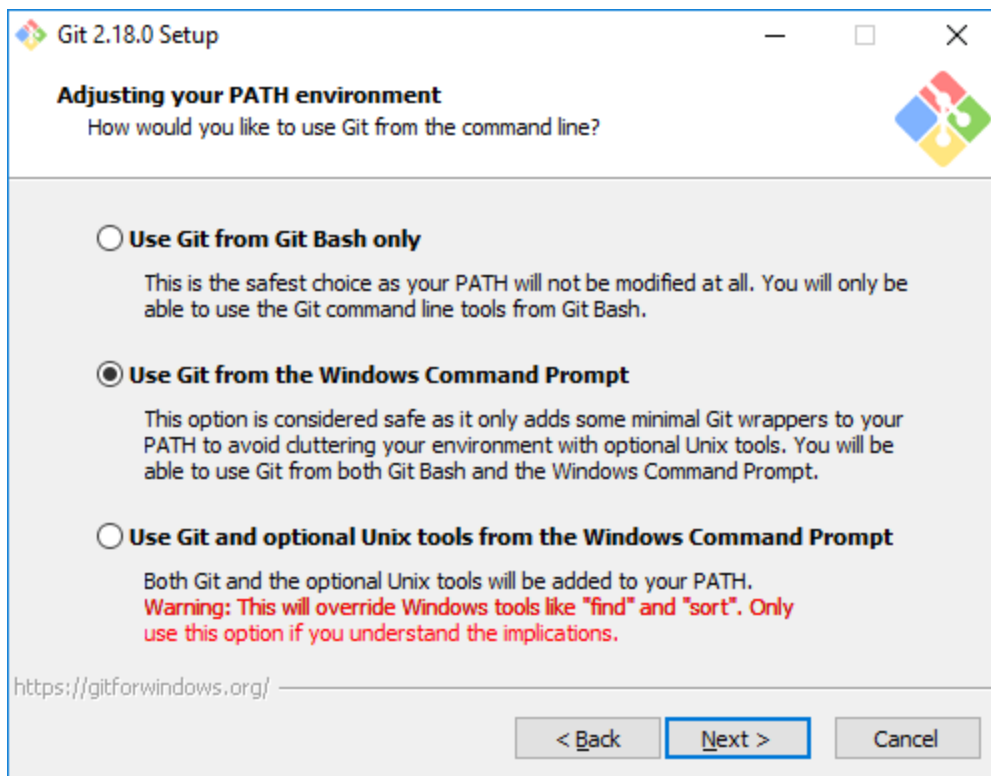 Git 2.18.0 Setup
Adjusting your PATH environment
How would you like to use Git from the command line?
Use Git from Git Bash only
This is the safest choice as your PATH will not be modified at all. You will only be
able to use the Git command line tools from Git Bash.
Use Git from the Windows Command Prompt
This option is considered safe as it only adds some minimal Git wrappers to your
PATH to avoid cluttering your environment with optional Unix tools. You will be
able to use Git from both Git Bash and the Windows Command Prompt.
Use Git and optional Unix tools from the Windows Command Prompt
Both Git and the optional Unix tools will be added to your PATH.
Warning: This will override Windows tools like "find" and "sort". Only
use this option if you understand the implications.
https://gitforwindows.org/
< Back Next > Cancel